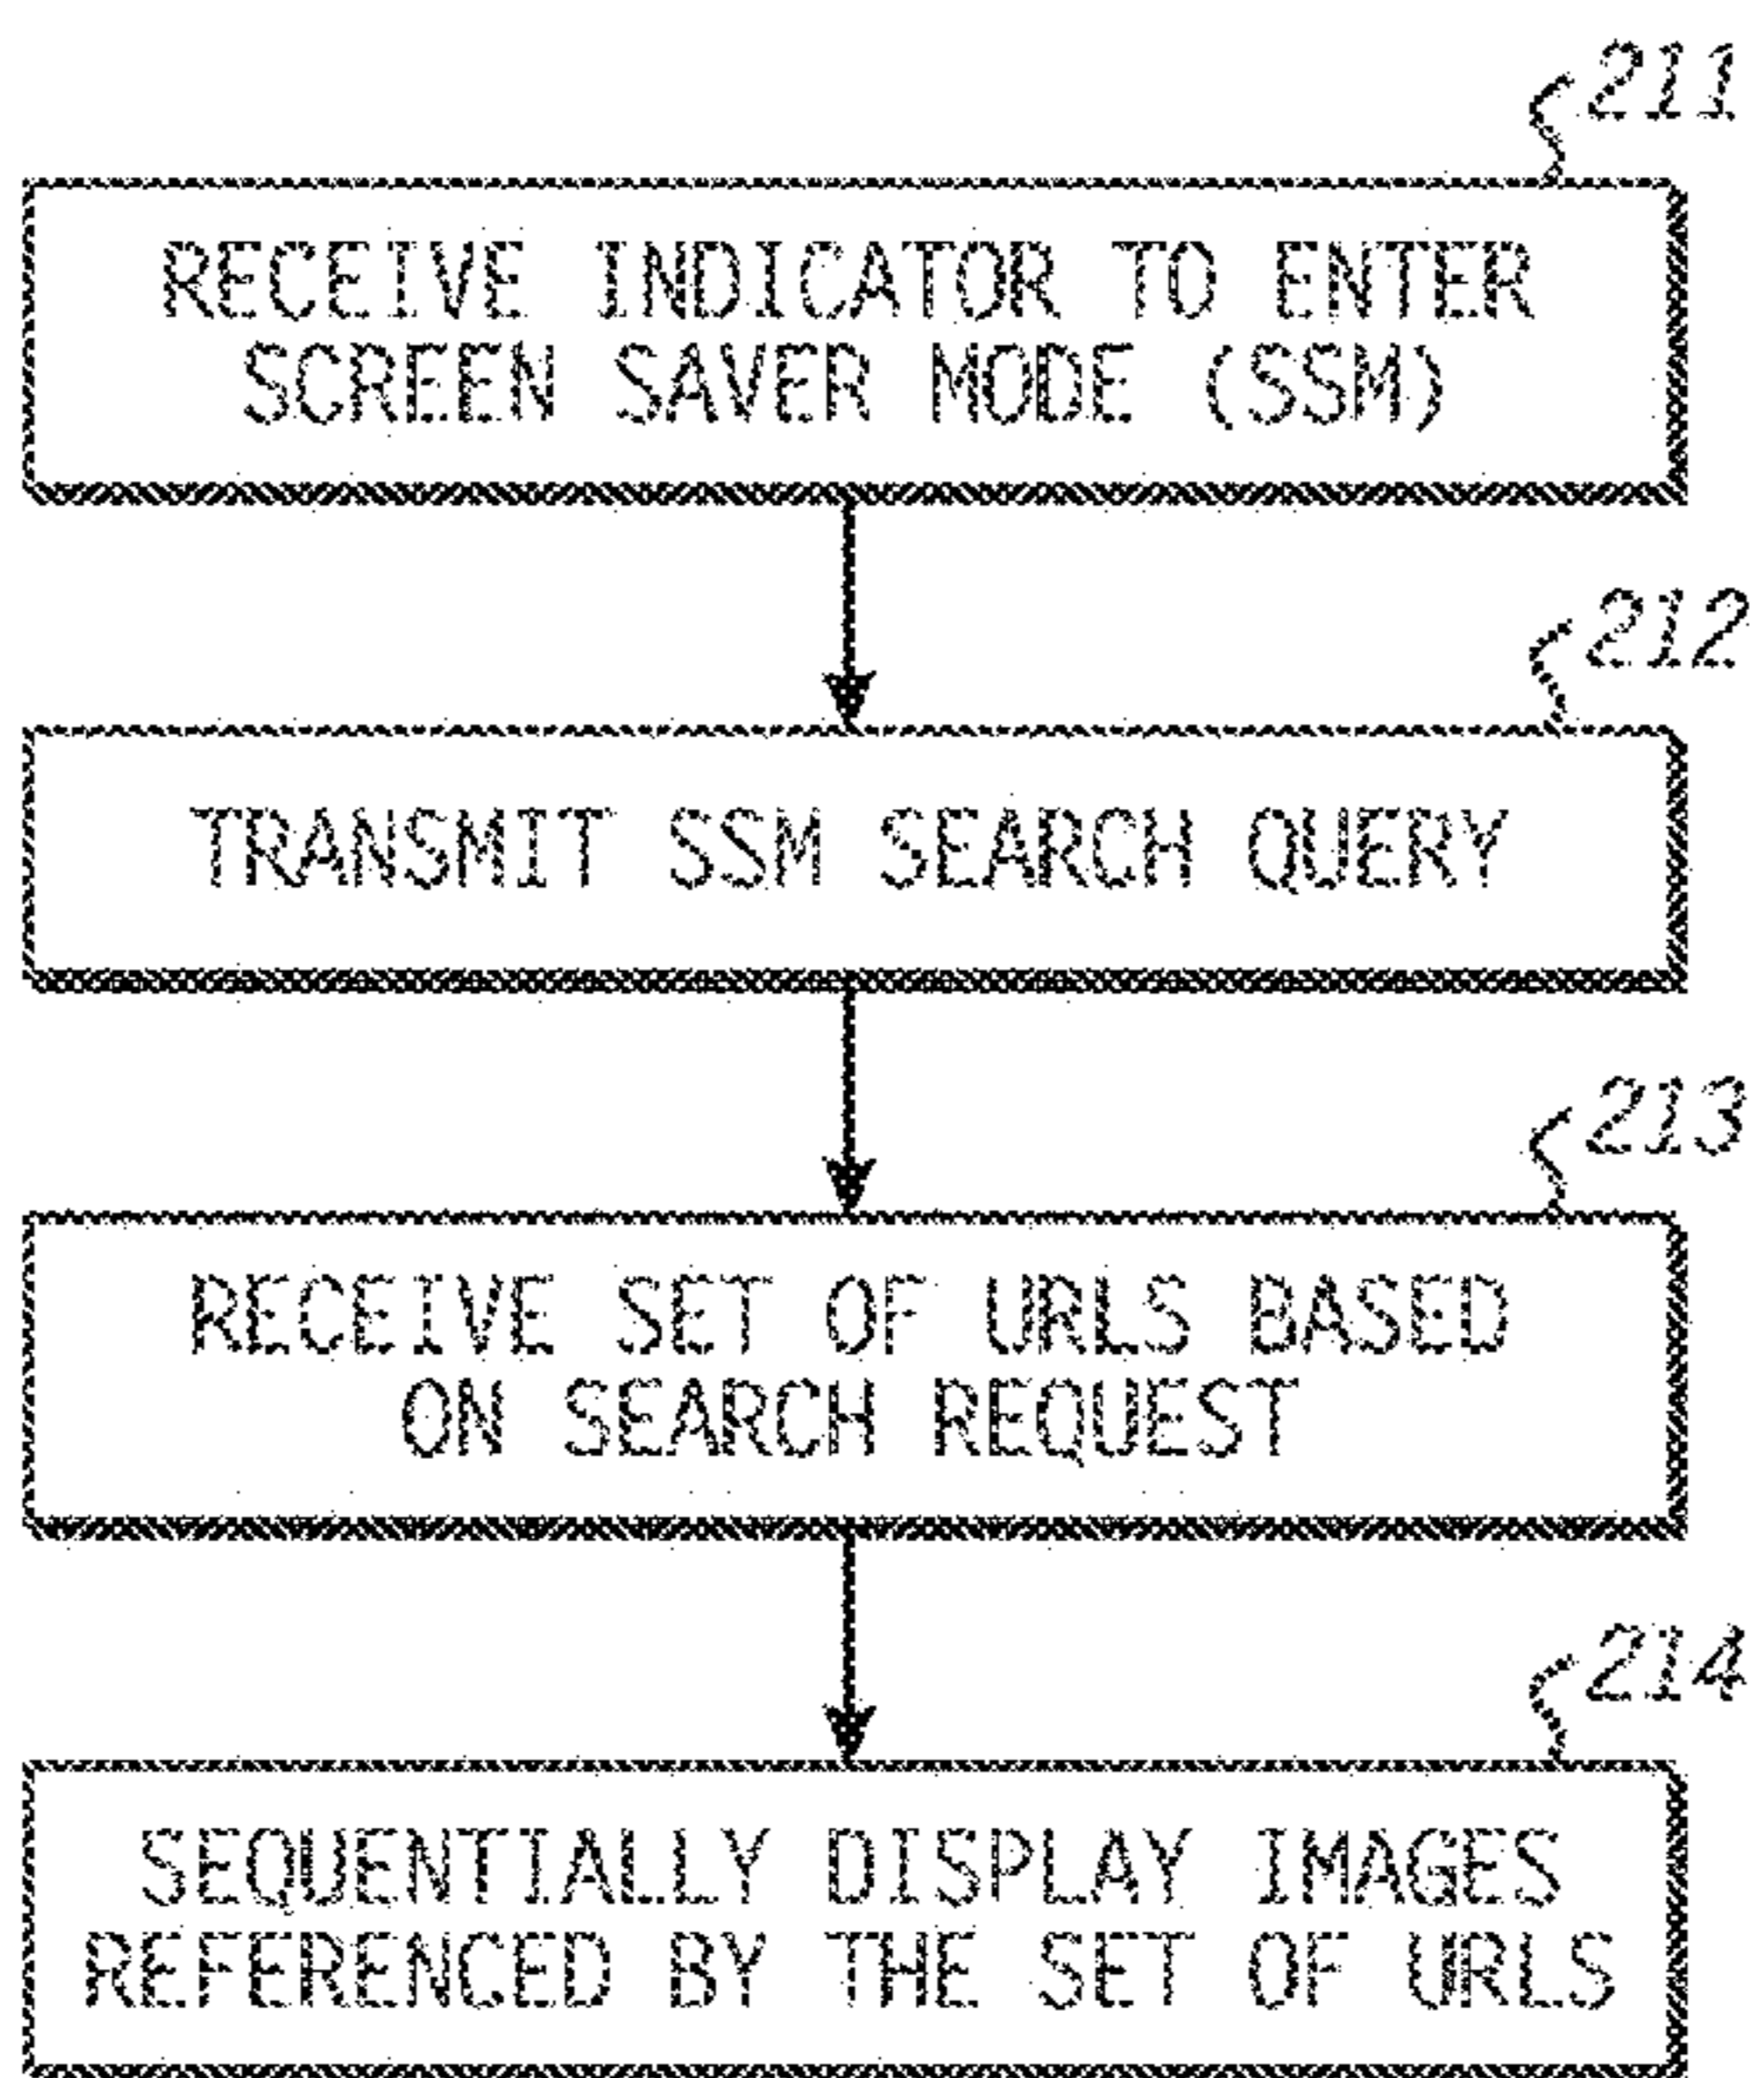 211
RECEIVE INDICATOR TO ENTER
SCREEN SAVER MODE (SSM)
212
TRANSMIT SSM SEARCH QUERY
213
RECEIVE SET OF URLS BASED
ON SEARCH REQUEST
214
SEQUENTIALLY DISPLAY IMAGES
REFERENCED BY THE SET OF URLS